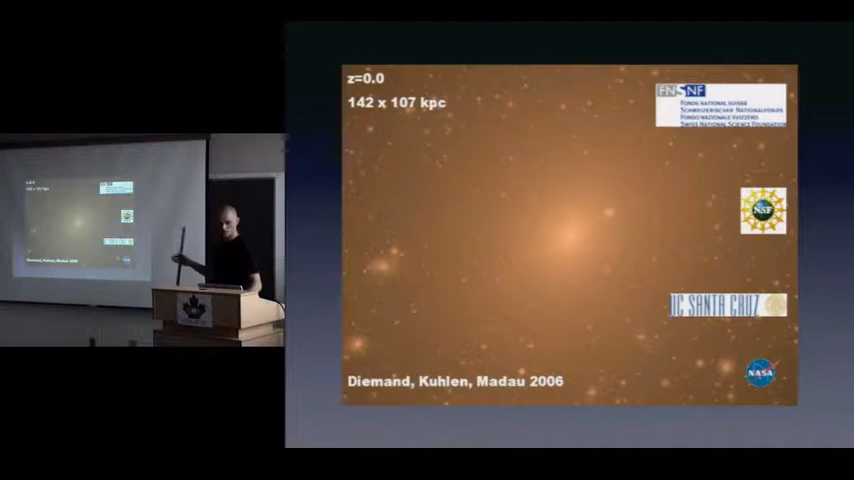 z=0.0
142 x 107 kpc
FNSNF
FONDS NATIONAL SUISSE
SCHWEIZERISCHER NATIONALFONDS
FONDO NAZIONALE SVIZZERO
SWISS NATIONAL SCIENCE FOUNDATION
NSF
UC SANTA CRUZ
NASA
Diemand, Kuhlen, Madau 2006